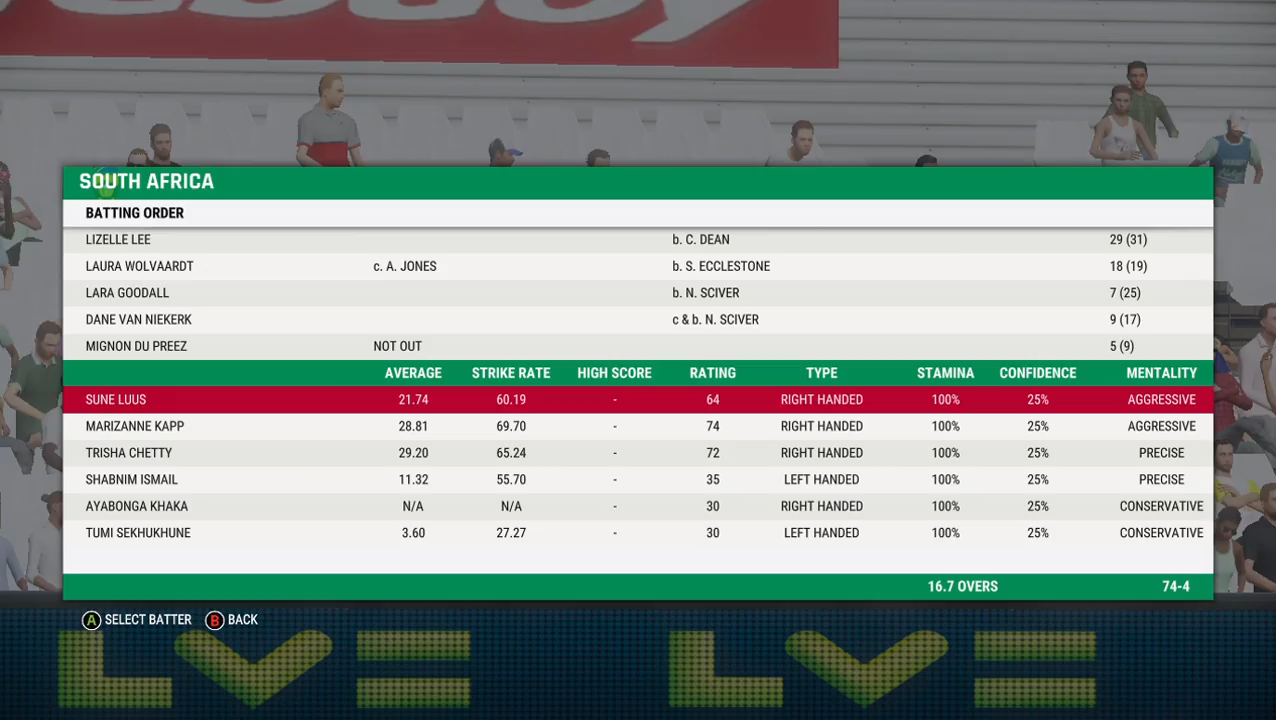 SOUTH AFRICA
BATTING ORDER
LIZELLE LEE b. C. DEAN 29 (31)
LAURA WOLVAARDT c. A. JONES b. S. ECCLESTONE 18 (19)
LARA GOODALL b. N. SCIVER 7 (25)
DANE VAN NIEKERK c & b. N. SCIVER 9 (17)
MIGNON DU PREEZ NOT OUT 5 (9)
AVERAGE STRIKE RATE HIGH SCORE RATING TYPE STAMINA CONFIDENCE MENTALITY
SUNE LUUS 21.74 60.19 - 64 RIGHT HANDED 100% 25% AGGRESSIVE
MARIZANNE KAPP 28.81 69.70 - 74 RIGHT HANDED 100% 25% AGGRESSIVE
TRISHA CHETTY 29.20 65.24 - 72 RIGHT HANDED 100% 25% PRECISE
SHABNIM ISMAIL 11.32 55.70 - 35 LEFT HANDED 100% 25% PRECISE
AYABONGA KHAKA N/A N/A - 30 RIGHT HANDED 100% 25% CONSERVATIVE
TUMI SEKHUKHUNE 3.60 27.27 - 30 LEFT HANDED 100% 25% CONSERVATIVE
16.7 OVERS 74-4
A SELECT BATTER B BACK